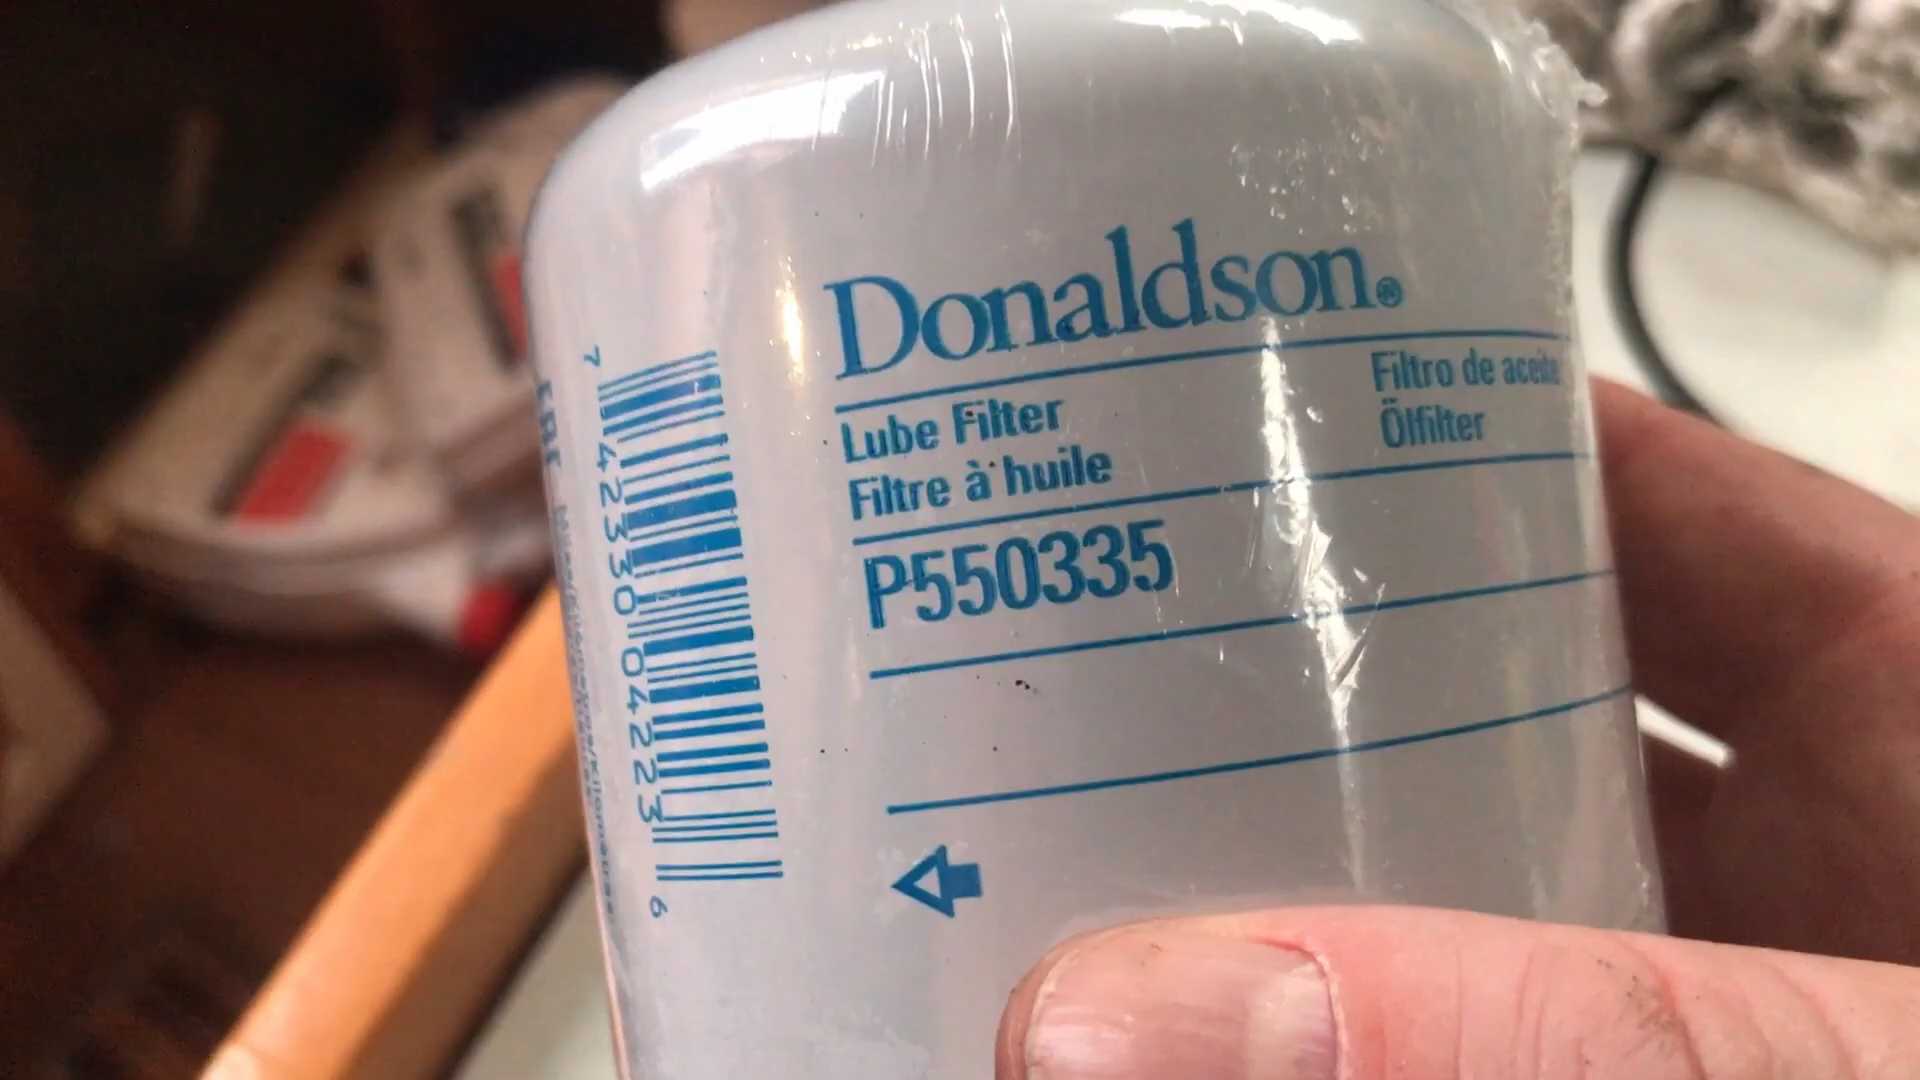 Donaldson®
Lube Filter
Filtre à huile
Filtro de aceite
Ölfilter
P550335
7 42330 04223 6